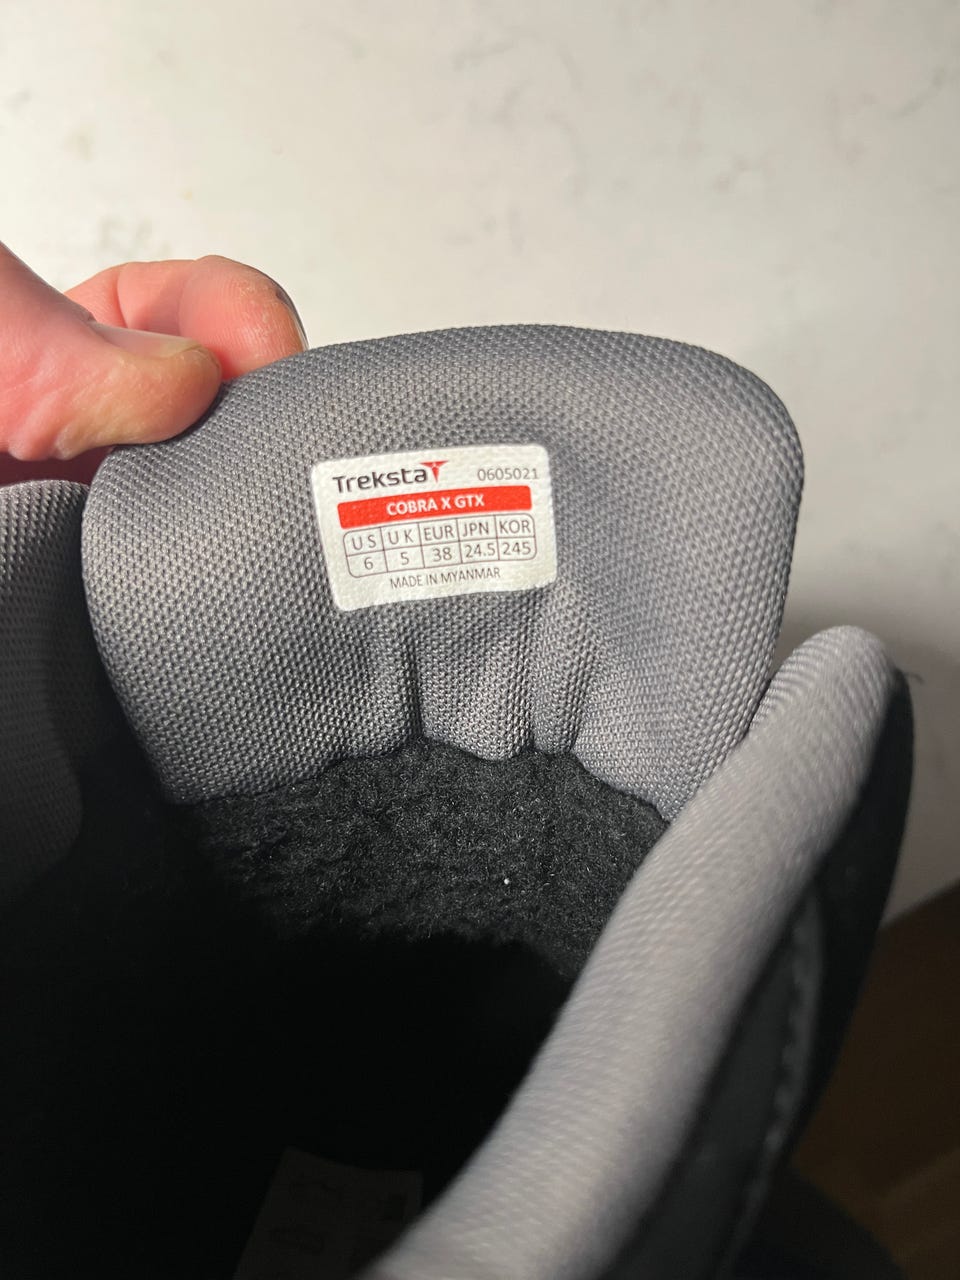 Treksta 0605021
COBRA X GTX
US UK EUR JPN KOR
6 5 38 24.5 245
MADE IN MYANMAR